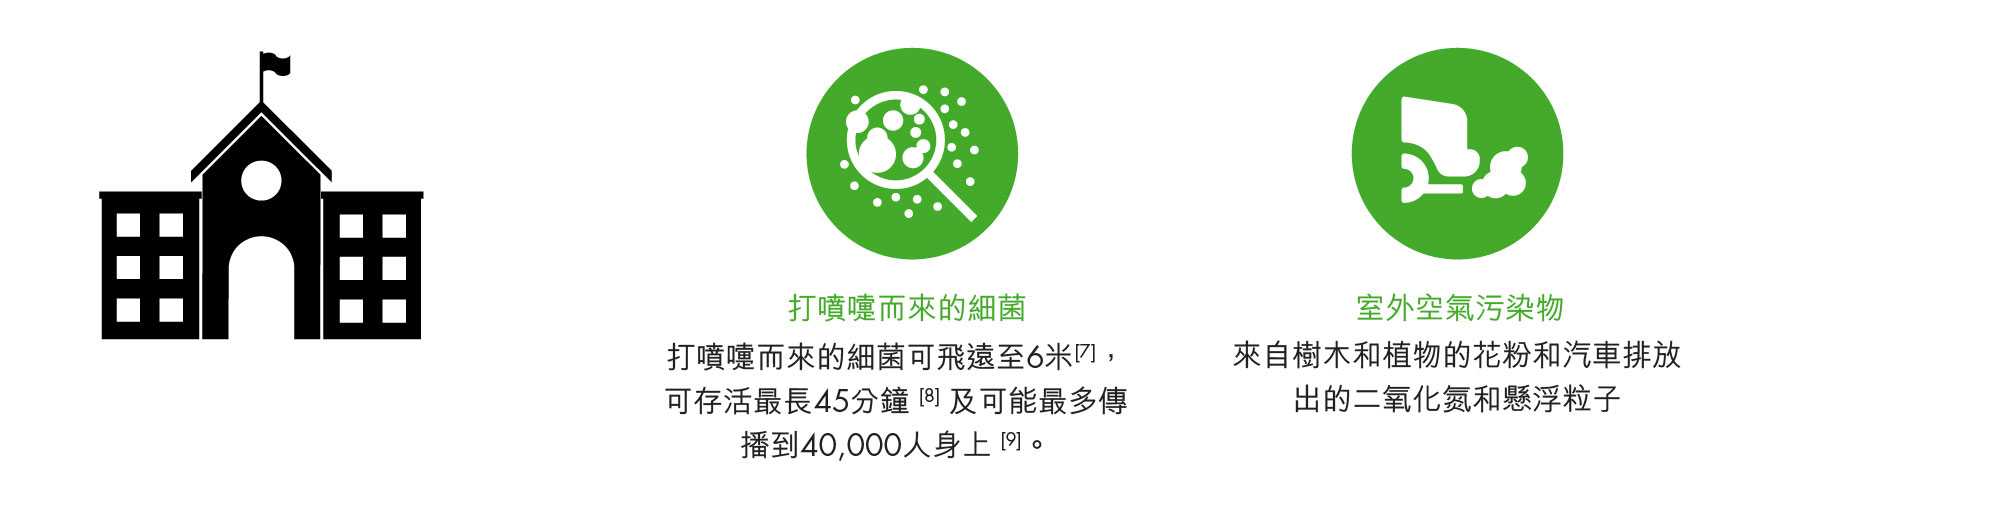 打噴嚏而來的細菌
打噴嚏而來的細菌可飛遠至6米[7]，
可存活最長45分鐘 [8] 及可能最多傳
播到40,000人身上 [9]。
室外空氣污染物
來自樹木和植物的花粉和汽車排放
出的二氧化氮和懸浮粒子